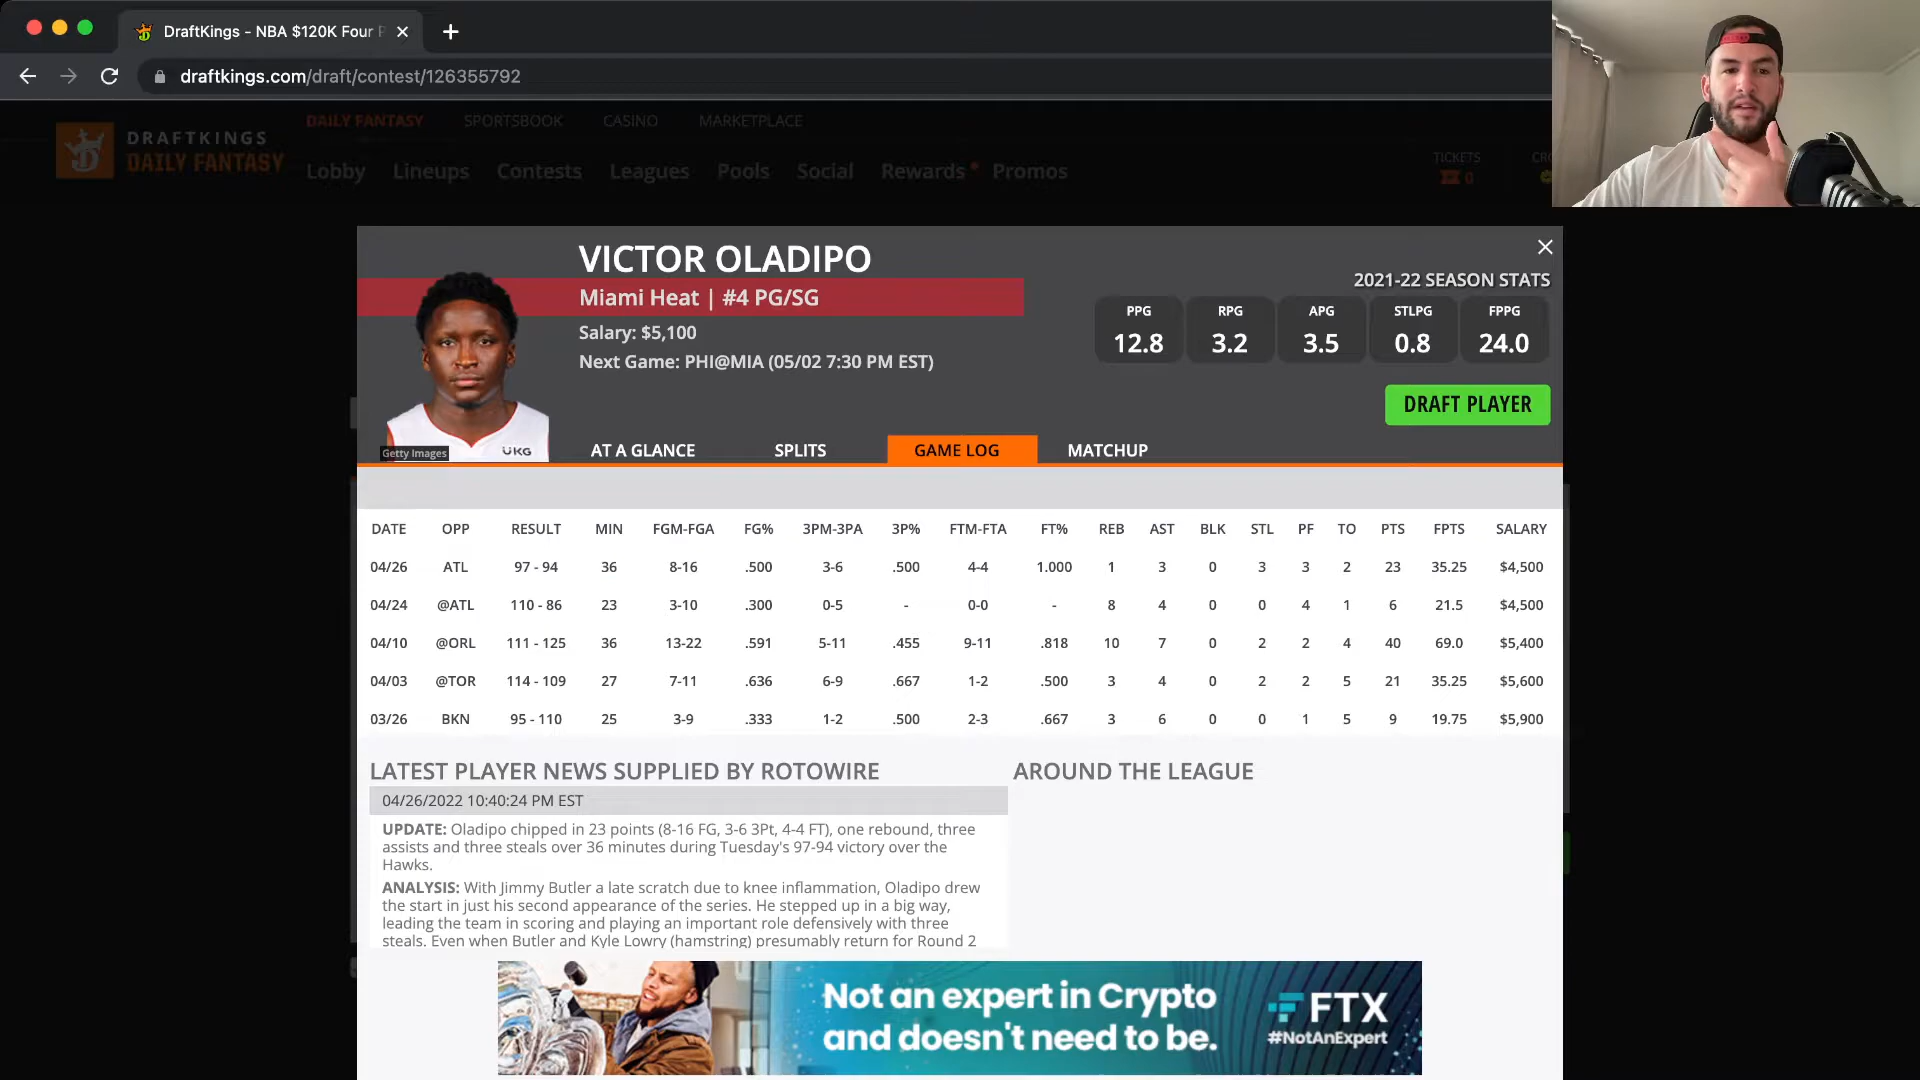 DraftKings - NBA $120K Four
draftkings.com/draft/contest/126355792
DAILY FANTASY SPORTSBOOK CASINO MARKETPLACE
DRAFTKINGS
DAILY FANTASY
Lobby Lineups Contests Leagues Pools Social Rewards Promos
TICKETS
0
VICTOR OLADIPO
Miami Heat | #4 PG/SG
Salary: $5,100
Next Game: PHI@MIA (05/02 7:30 PM EST)
2021-22 SEASON STATS
PPG RPG APG STLPG FPPG
12.8 3.2 3.5 0.8 24.0
DRAFT PLAYER
UKG
Getty Images
AT A GLANCE SPLITS GAME LOG MATCHUP
DATE OPP RESULT MIN FGM-FGA FG% 3PM-3PA 3P% FTM-FTA FT% REB AST BLK STL PF TO PTS FPTS SALARY
04/26 ATL 97 - 94 36 8-16 .500 3-6 .500 4-4 1.000 1 3 0 3 3 2 23 35.25 $4,500
04/24 @ATL 110 - 86 23 3-10 .300 0-5 - 0-0 - 8 4 0 0 4 1 6 21.5 $4,500
04/10 @ORL 111 - 125 36 13-22 .591 5-11 .455 9-11 .818 10 7 0 2 2 4 40 69.0 $5,400
04/03 @TOR 114 - 109 27 7-11 .636 6-9 .667 1-2 .500 3 4 0 2 2 5 21 35.25 $5,600
03/26 BKN 95 - 110 25 3-9 .333 1-2 .500 2-3 .667 3 6 0 0 1 5 9 19.75 $5,900
LATEST PLAYER NEWS SUPPLIED BY ROTOWIRE
AROUND THE LEAGUE
04/26/2022 10:40:24 PM EST
UPDATE: Oladipo chipped in 23 points (8-16 FG, 3-6 3Pt, 4-4 FT), one rebound, three
assists and three steals over 36 minutes during Tuesday's 97-94 victory over the
Hawks.
ANALYSIS: With Jimmy Butler a late scratch due to knee inflammation, Oladipo drew
the start in just his second appearance of the series. He stepped up in a big way,
leading the team in scoring and playing an important role defensively with three
steals. Even when Butler and Kyle Lowry (hamstring) presumably return for Round 2
Not an expert in Crypto
and doesn't need to be.
FTX
#NotAnExpert